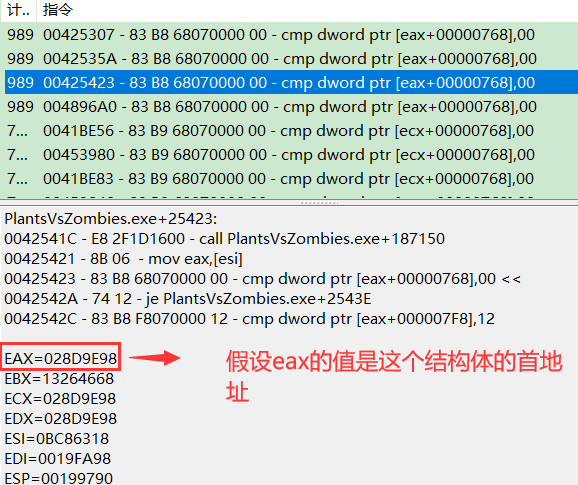 计.. 指令
989 00425307 - 83 B8 68070000 00 - cmp dword ptr [eax+00000768],00
989 0042535A - 83 B8 68070000 00 - cmp dword ptr [eax+00000768],00
989 00425423 - 83 B8 68070000 00 - cmp dword ptr [eax+00000768],00
989 004896A0 - 83 B8 68070000 00 - cmp dword ptr [eax+00000768],00
7... 0041BE56 - 83 B9 68070000 00 - cmp dword ptr [ecx+00000768],00
7... 00453980 - 83 B9 68070000 00 - cmp dword ptr [ecx+00000768],00
7... 0041BE83 - 83 B9 68070000 00 - cmp dword ptr [ecx+00000768],00
PlantsVsZombies.exe+25423:
0042541C - E8 2F1D1600 - call PlantsVsZombies.exe+187150
00425421 - 8B 06 - mov eax,[esi]
00425423 - 83 B8 68070000 00 - cmp dword ptr [eax+00000768],00 <<
0042542A - 74 12 - je PlantsVsZombies.exe+2543E
0042542C - 83 B8 F8070000 12 - cmp dword ptr [eax+000007F8],12
EAX=028D9E98
假设eax的值是这个结构体的首地
址
EBX=13264668
ECX=028D9E98
EDX=028D9E98
ESI=0BC86318
EDI=0019FA98
ESP=00199790